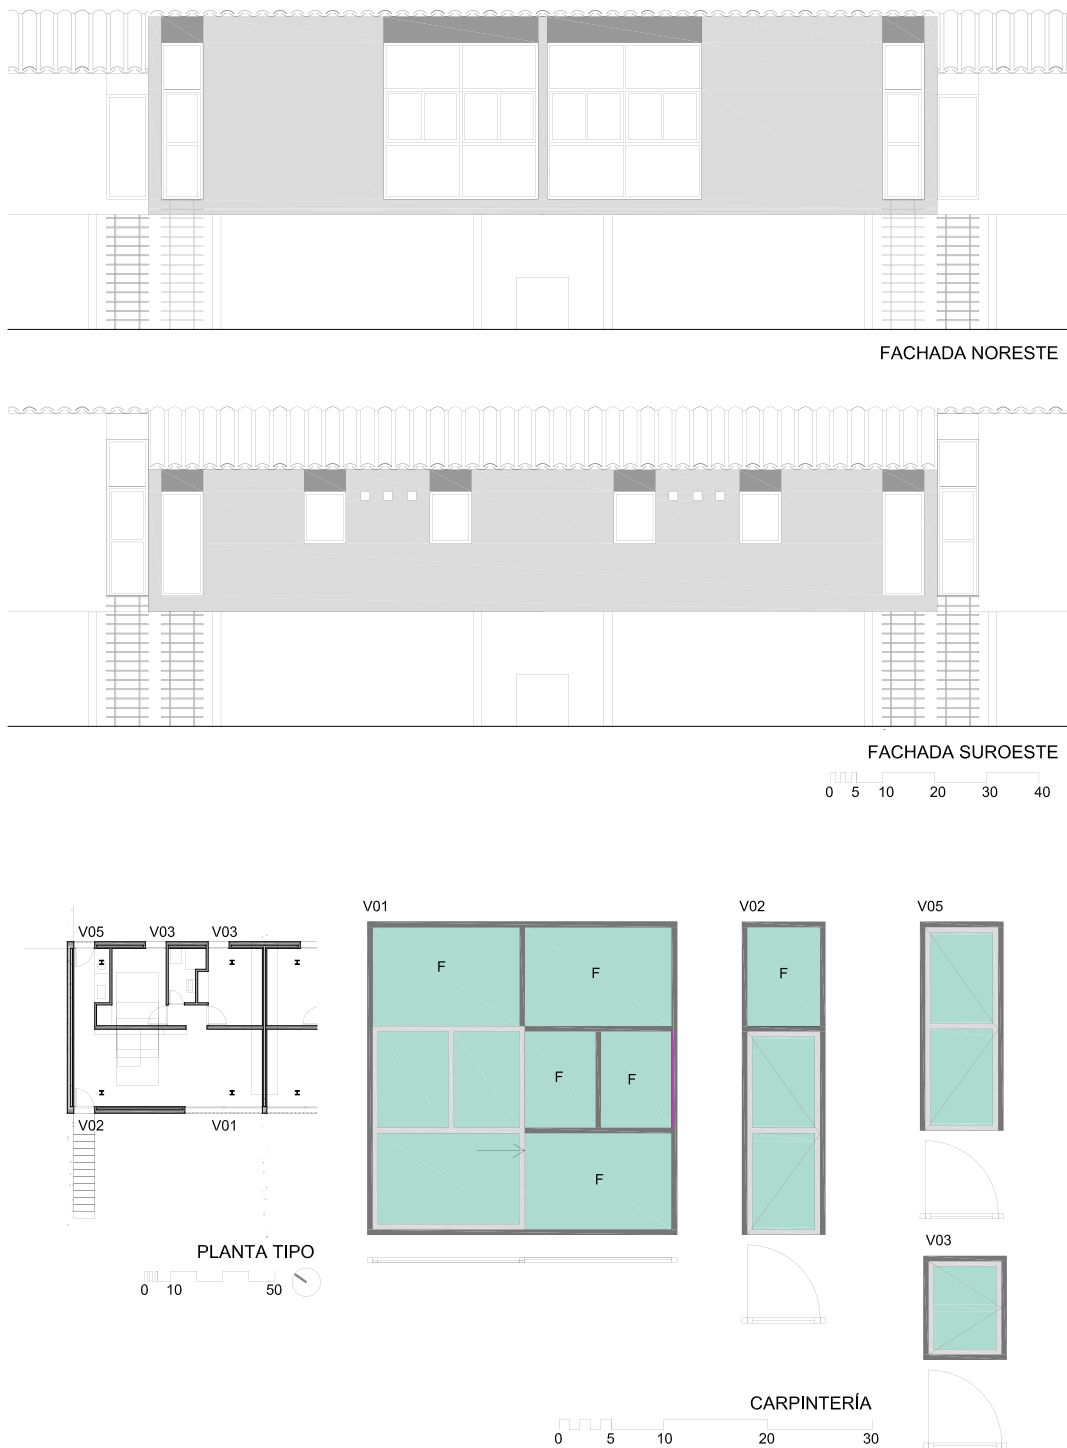 FACHADA NORESTE
FACHADA SUROESTE
0 5 10 20 30 40
V01
V02
V05
V05 V03 V03
F
F
F
F
F
F
V02 V01
PLANTA TIPO
0 10 50
V03
CARPINTERÍA
0 5 10 20 30